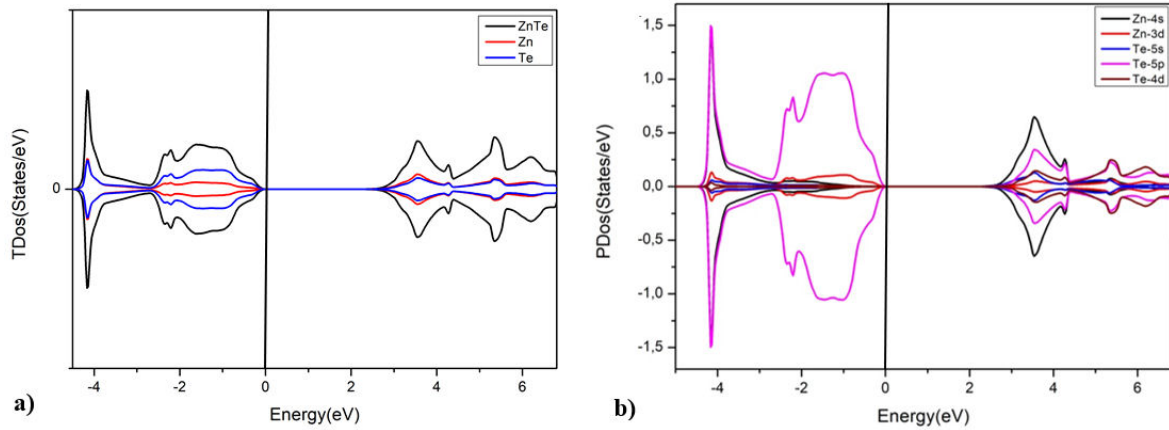 ZnTe
Zn
Te
TDos(States/eV)
0
-4
-2
0
2
4
6
Energy(eV)
a)
Zn-4s
Zn-3d
Te-5s
Te-5p
Te-4d
PDos(States/eV)
1.5
1.0
0.5
0.0
-0.5
-1.0
-1.5
-4
-2
0
2
4
6
Energy(eV)
b)